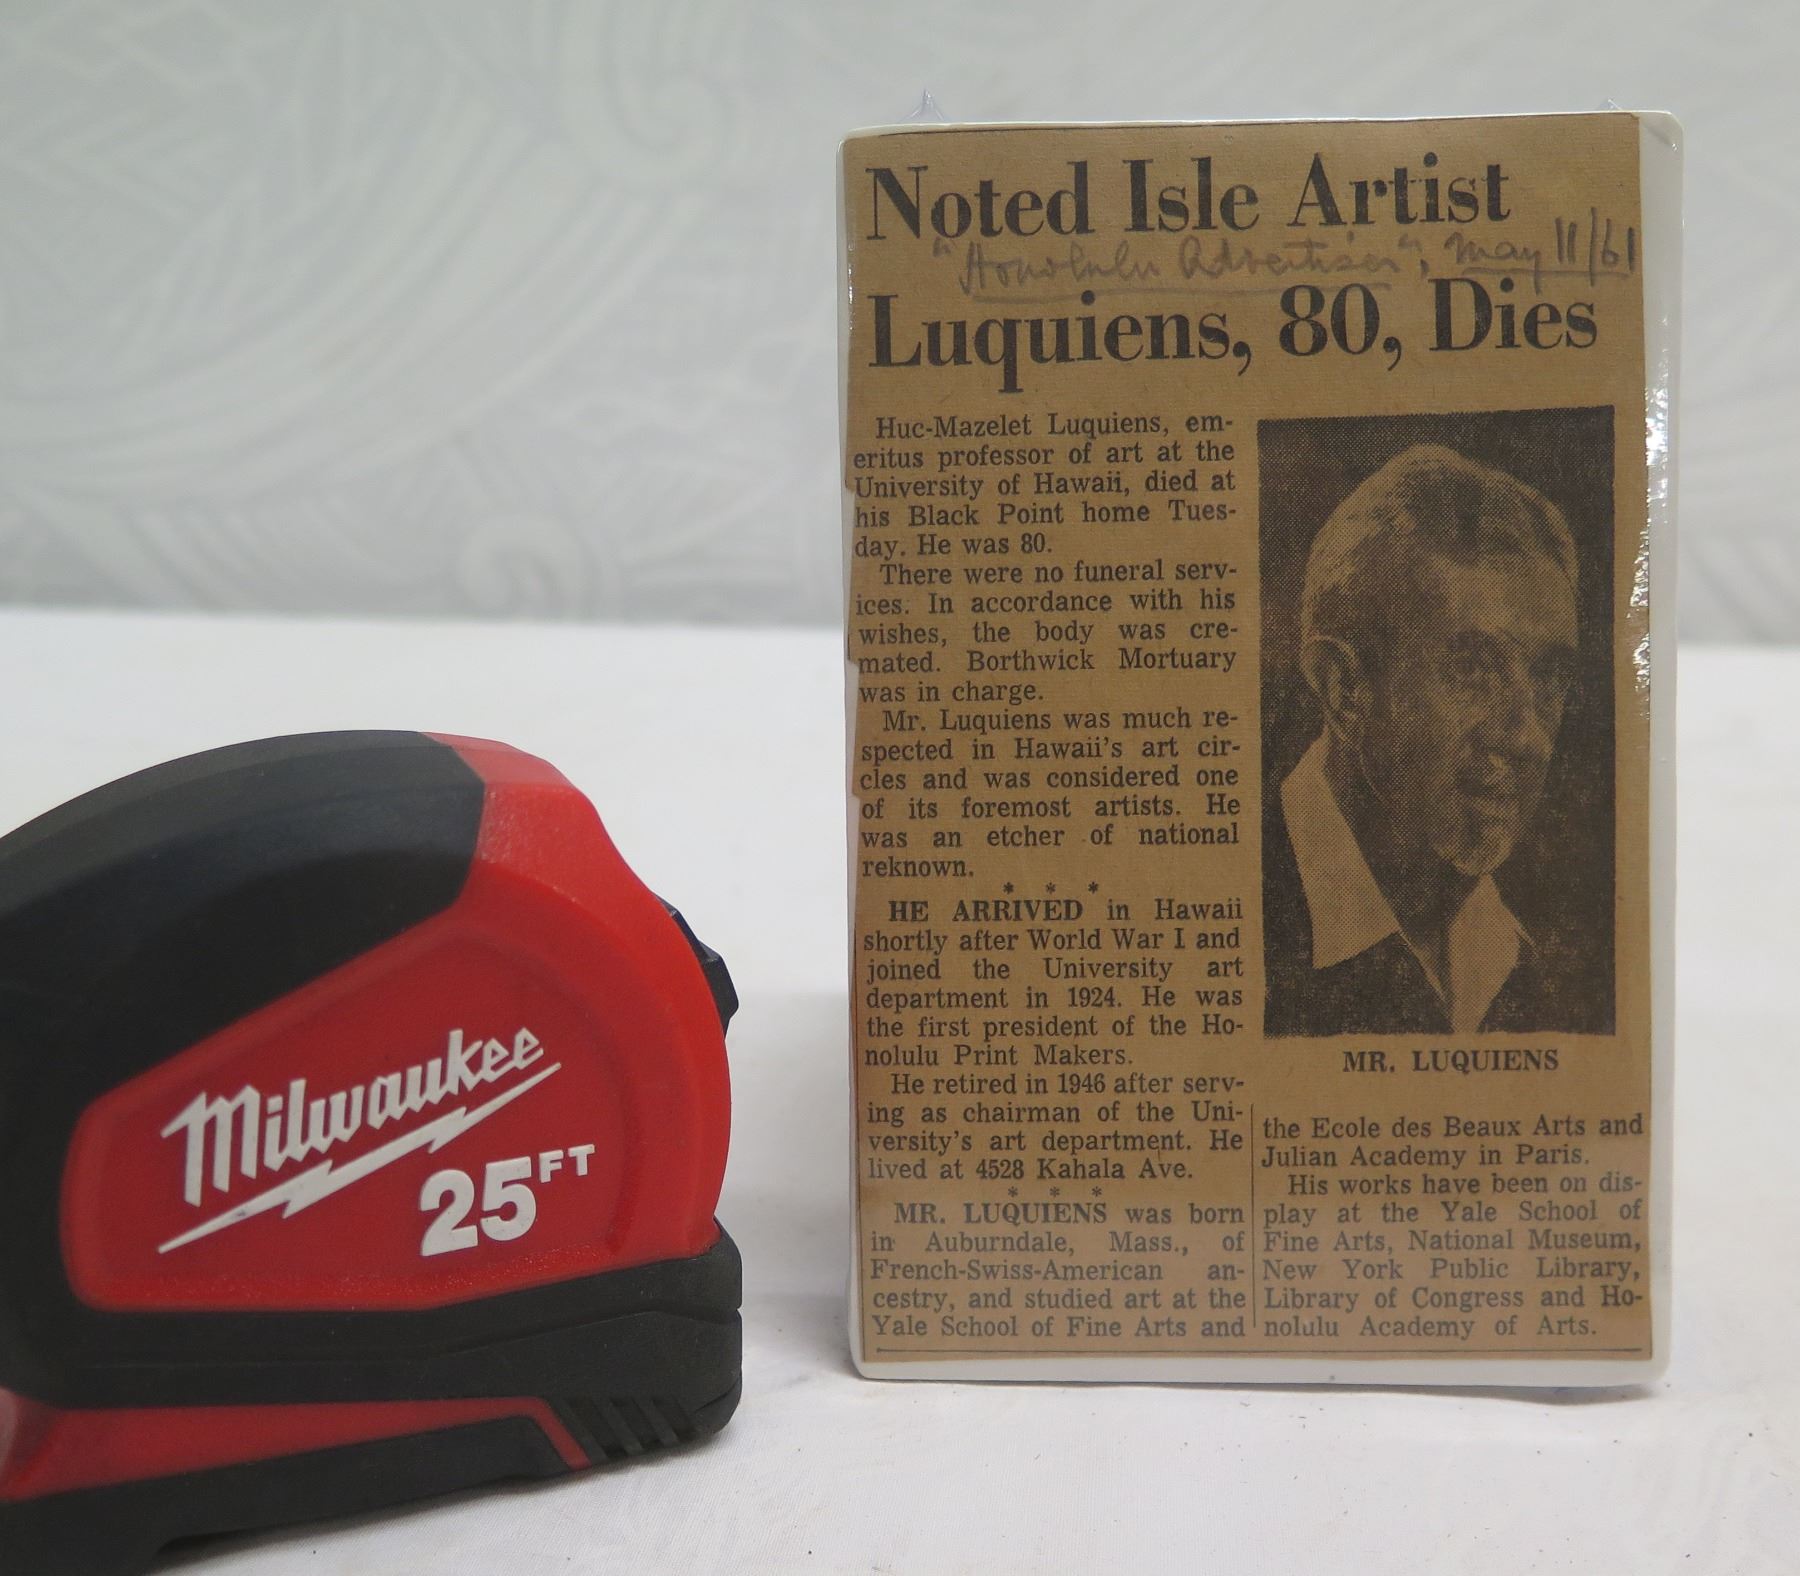 Noted Isle Artist
"Honolulu Advertiser", May 11/61
Luquiens, 80, Dies
Huc-Mazelet Luquiens, em-
eritus professor of art at the
University of Hawaii, died at
his Black Point home Tues-
day. He was 80.
There were no funeral serv-
ices. In accordance with his
wishes, the body was cre-
mated. Borthwick Mortuary
was in charge.
Mr. Luquiens was much re-
spected in Hawaii's art cir-
cles and was considered one
of its foremost artists. He
was an etcher of national
reknown.
* * *
HE ARRIVED in Hawaii
shortly after World War I and
joined the University art
department in 1924. He was
the first president of the Ho-
nolulu Print Makers.
He retired in 1946 after serv-
ing as chairman of the Uni-
versity's art department. He
lived at 4528 Kahala Ave.
* * *
MR. LUQUIENS was born
in Auburndale, Mass., of
French-Swiss-American an-
cestry, and studied art at the
Yale School of Fine Arts and
MR. LUQUIENS
the Ecole des Beaux Arts and
Julian Academy in Paris.
His works have been on dis-
play at the Yale School of
Fine Arts, National Museum,
New York Public Library,
Library of Congress and Ho-
nolulu Academy of Arts.
Milwaukee
25FT